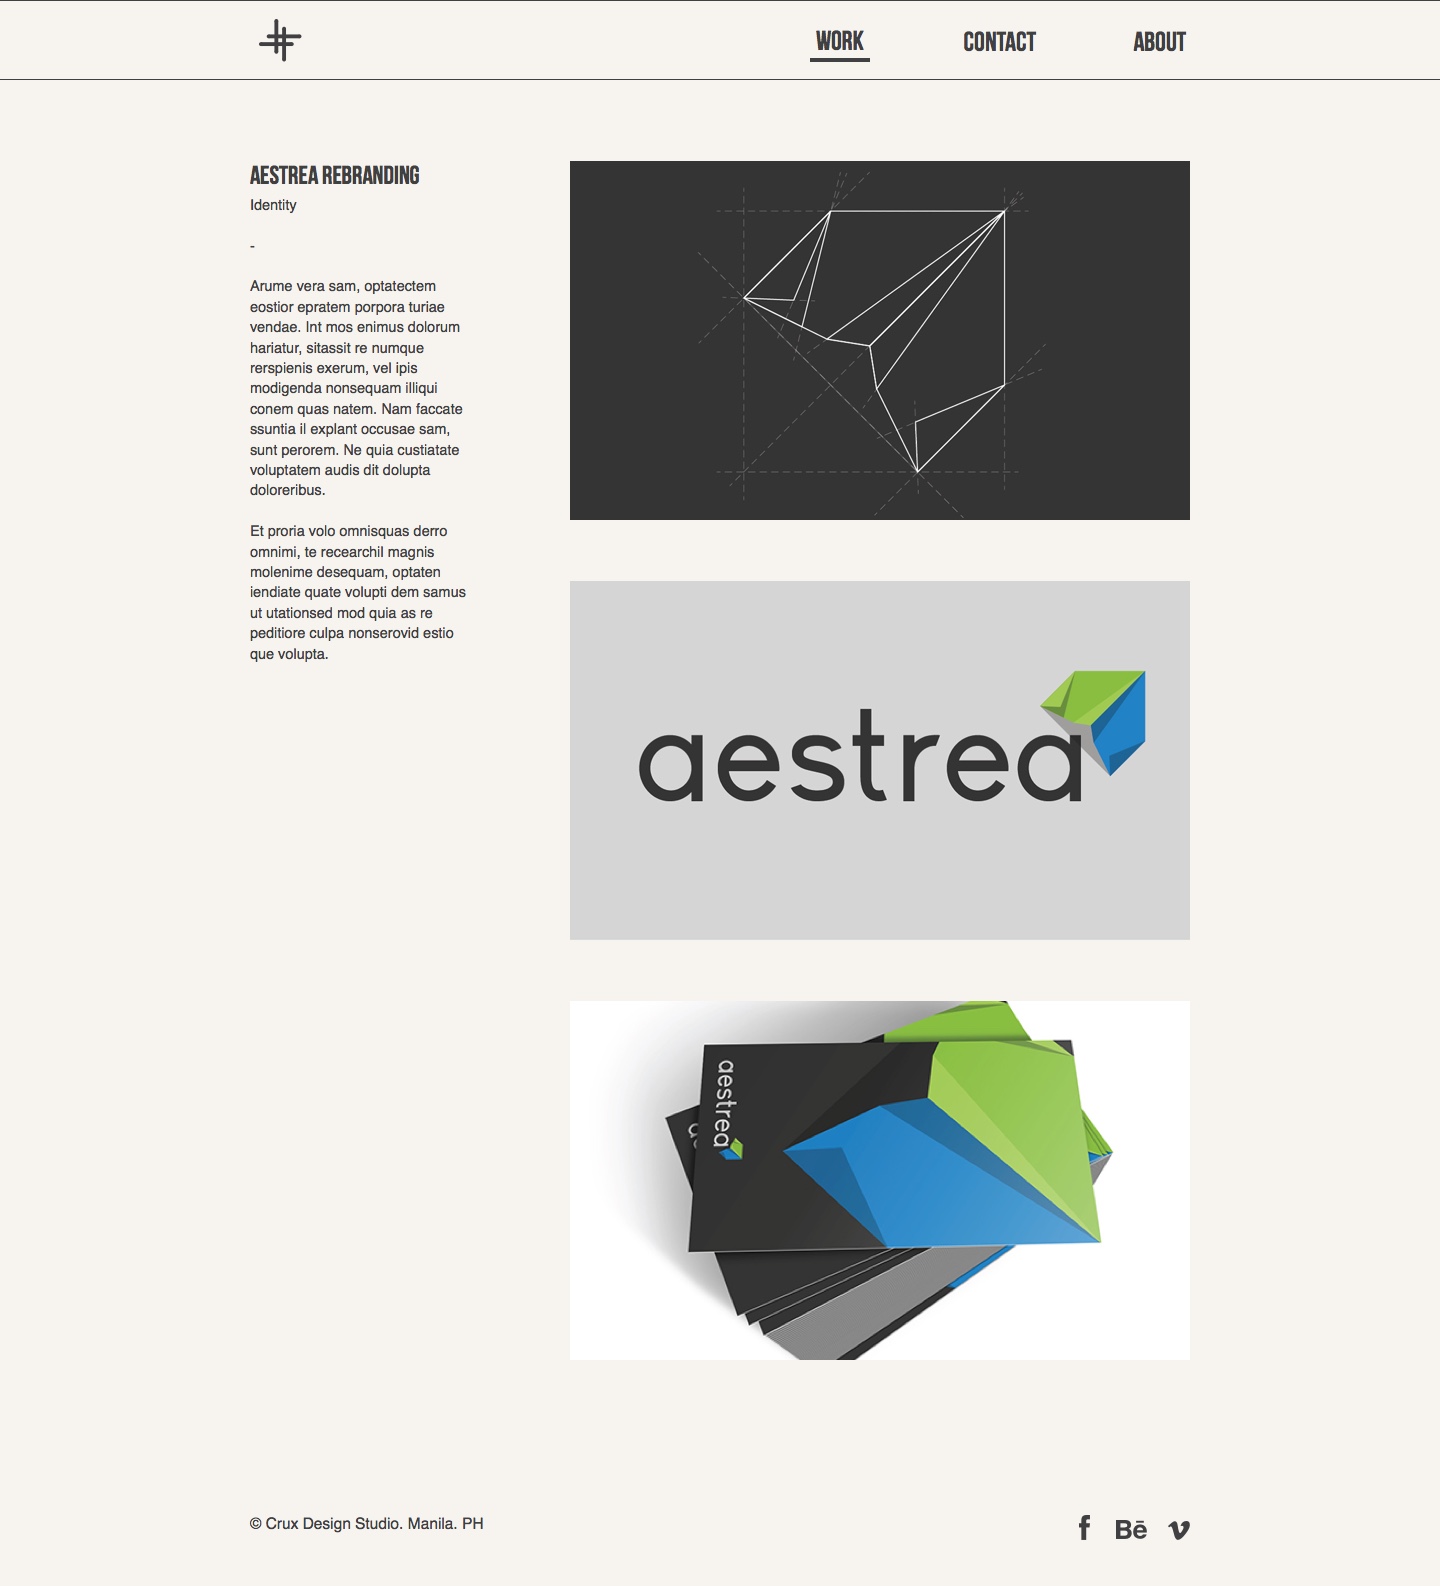 WORK
CONTACT
ABOUT
AESTREA REBRANDING
Identity
-
Arume vera sam, optatectem
eostior epratem porpora turiae
vendae. Int mos enimus dolorum
hariatur, sitassit re numque
rerspienis exerum, vel ipis
modigenda nonsequam illiqui
conem quas natem. Nam faccate
ssuntia il explant occusae sam,
sunt perorem. Ne quia custiatate
voluptatem audis dit dolupta
doloreribus.
Et proria volo omnisquas derro
omnimi, te recearchil magnis
molenime desequam, optaten
iendiate quate volupti dem samus
ut utationsed mod quia as re
peditiore culpa nonserovid estio
que volupta.
aestrea
aestrea
© Crux Design Studio. Manila. PH
f
Bē
v